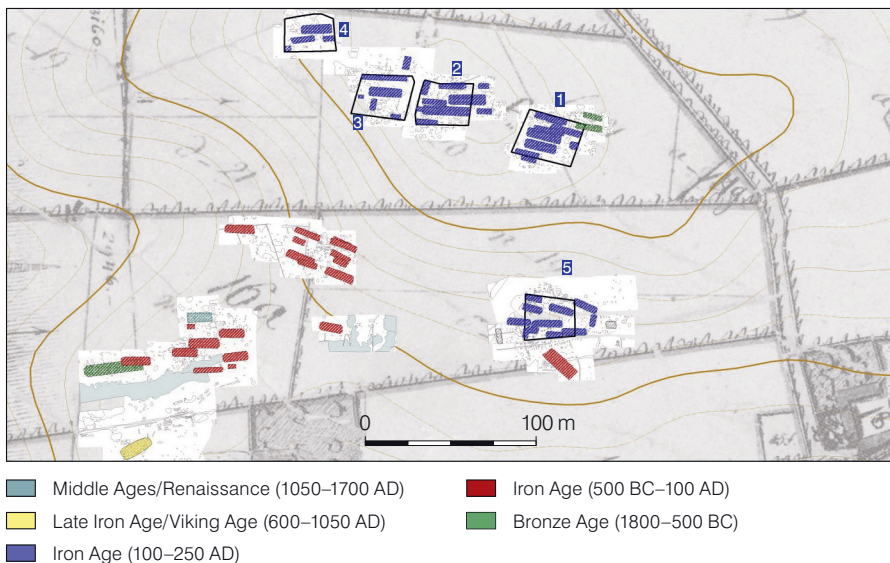 4
2
1
3
5
0 100 m
Middle Ages/Renaissance (1050–1700 AD)
Late Iron Age/Viking Age (600–1050 AD)
Iron Age (100–250 AD)
Iron Age (500 BC–100 AD)
Bronze Age (1800–500 BC)